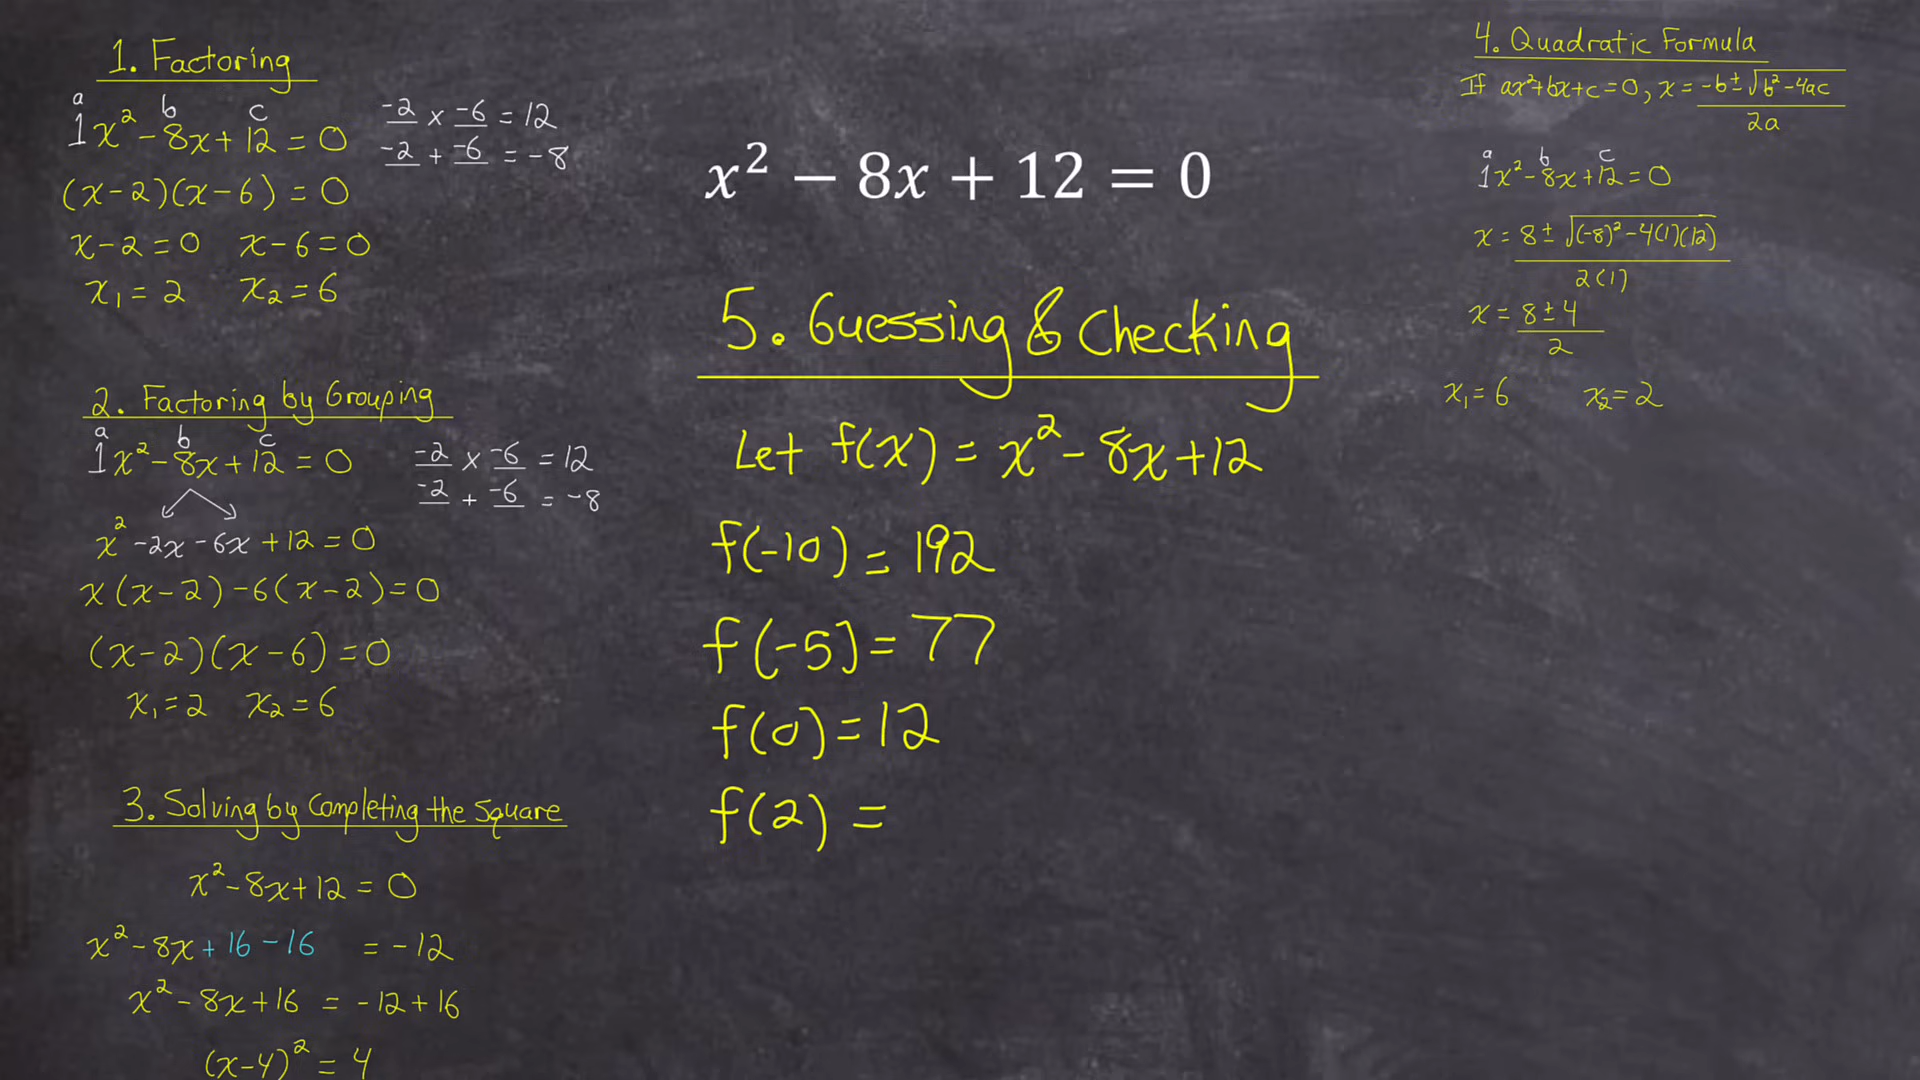 1. Factoring
a b c
1x² - 8x + 12 = 0
-2 × -6 = 12
-2 + -6 = -8
(x-2)(x-6) = 0
x-2=0 x-6=0
x₁ = 2 x₂ = 6
2. Factoring by Grouping
a b c
1x² - 8x + 12 = 0
-2 × -6 = 12
-2 + -6 = -8
x² -2x -6x +12 = 0
x(x-2) -6(x-2) = 0
(x-2)(x-6) = 0
x₁=2 x₂=6
3. Solving by Completing the Square
x² - 8x + 12 = 0
x² - 8x + 16 - 16 = -12
x² - 8x + 16 = -12 + 16
(x-4)² = 4
x² − 8x + 12 = 0
5. Guessing & Checking
Let f(x) = x² - 8x + 12
f(-10) = 192
f(-5) = 77
f(0) = 12
f(2) =
4. Quadratic Formula
If ax²+bx+c=0, x = -b±√b²-4ac
2a
a b c
1x² - 8x + 12 = 0
x = 8 ± √(-8)² - 4(1)(12)
2(1)
x = 8 ± 4
2
x₁ = 6 x₂ = 2